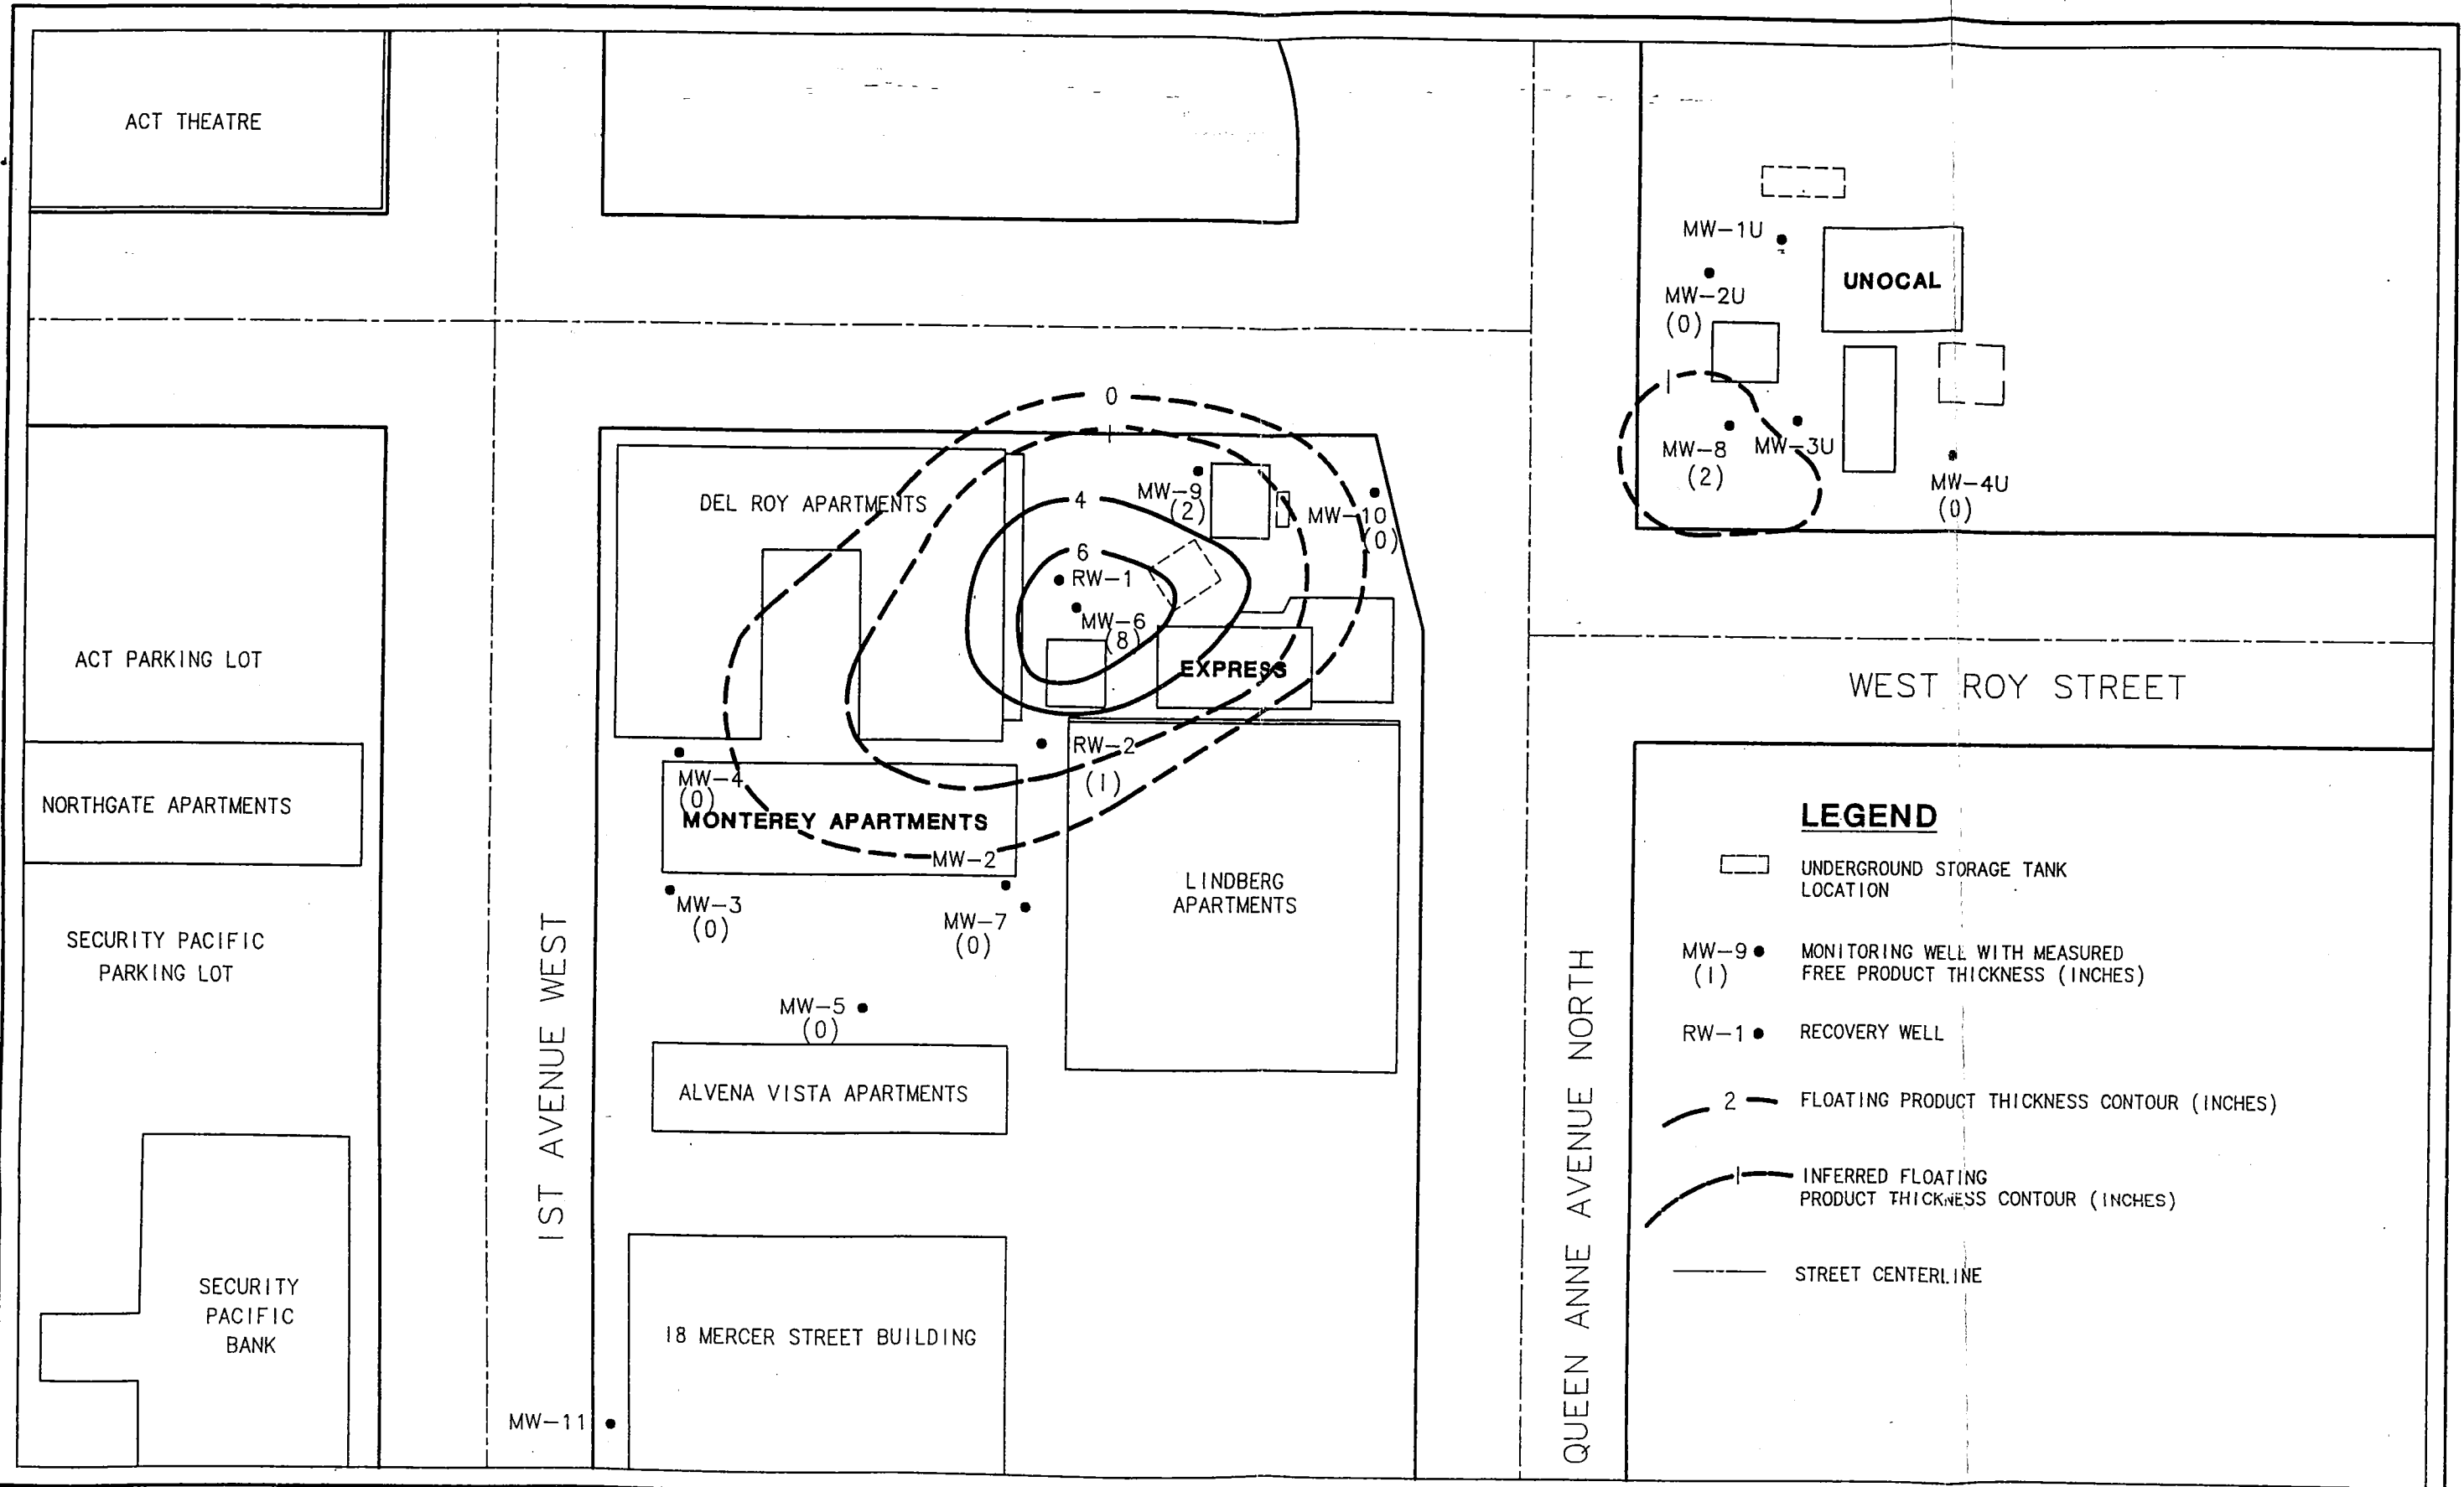 ACT THEATRE
MW-1U
UNOCAL
MW-2U
(0)
0
1
1
MW-8
(2)
MW-3U
MW-4U
(0)
DEL ROY APARTMENTS
4
MW-9
(2)
MW-10
(0)
6
RW-1
MW-6
(8)
EXPRESS
ACT PARKING LOT
WEST ROY STREET
RW-2
(1)
MW-4
(0)
NORTHGATE APARTMENTS
MONTEREY APARTMENTS
MW-2
LINDBERG
APARTMENTS
MW-3
(0)
MW-7
(0)
SECURITY PACIFIC
PARKING LOT
1ST AVENUE WEST
MW-5
(0)
ALVENA VISTA APARTMENTS
QUEEN ANNE AVENUE NORTH
SECURITY
PACIFIC
BANK
18 MERCER STREET BUILDING
MW-11
LEGEND
UNDERGROUND STORAGE TANK
LOCATION
MW-9
(1)
MONITORING WELL WITH MEASURED
FREE PRODUCT THICKNESS (INCHES)
RW-1
RECOVERY WELL
2
FLOATING PRODUCT THICKNESS CONTOUR (INCHES)
1
INFERRED FLOATING
PRODUCT THICKNESS CONTOUR (INCHES)
STREET CENTERLINE